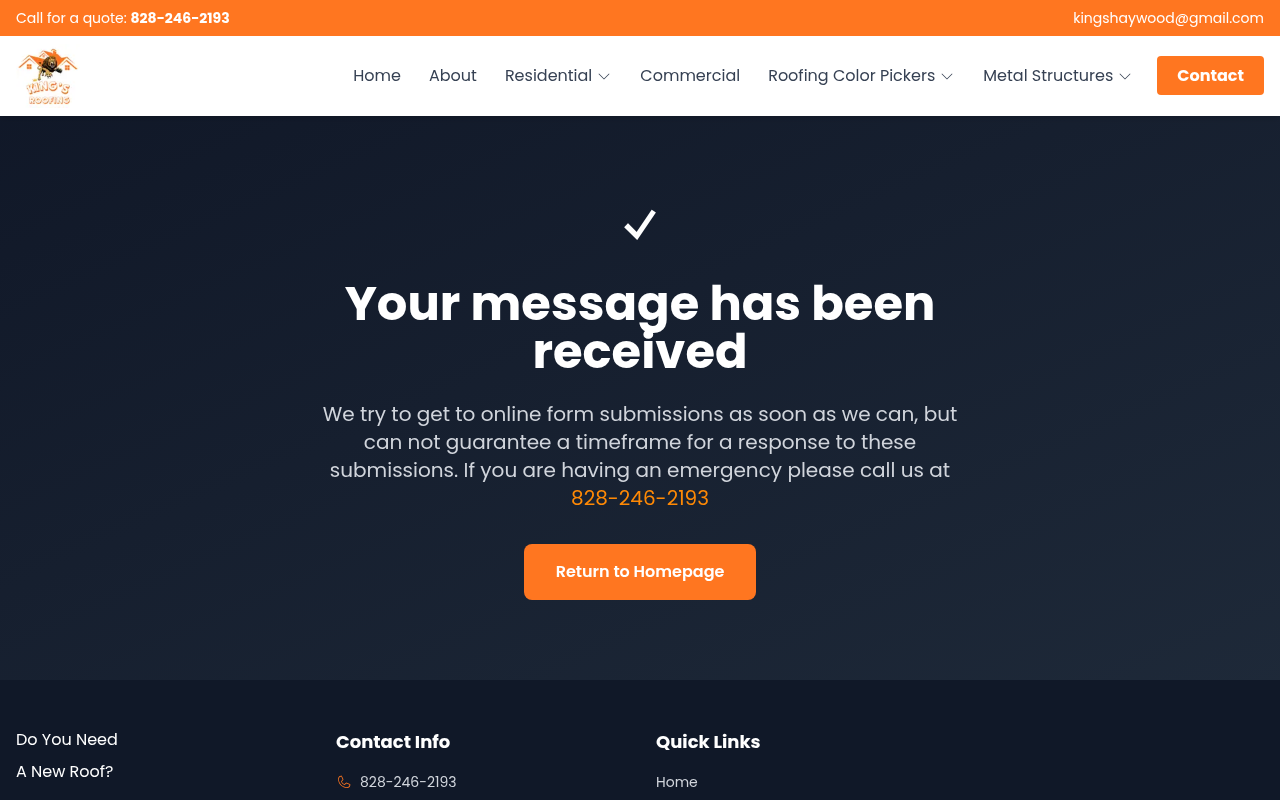 Call for a quote: 828-246-2193
kingshaywood@gmail.com
KING'S
ROOFING
Home
About
Residential
Commercial
Roofing Color Pickers
Metal Structures
Contact
Your message has been
received
We try to get to online form submissions as soon as we can, but
can not guarantee a timeframe for a response to these
submissions. If you are having an emergency please call us at
828-246-2193
Return to Homepage
Do You Need
A New Roof?
Contact Info
828-246-2193
Quick Links
Home